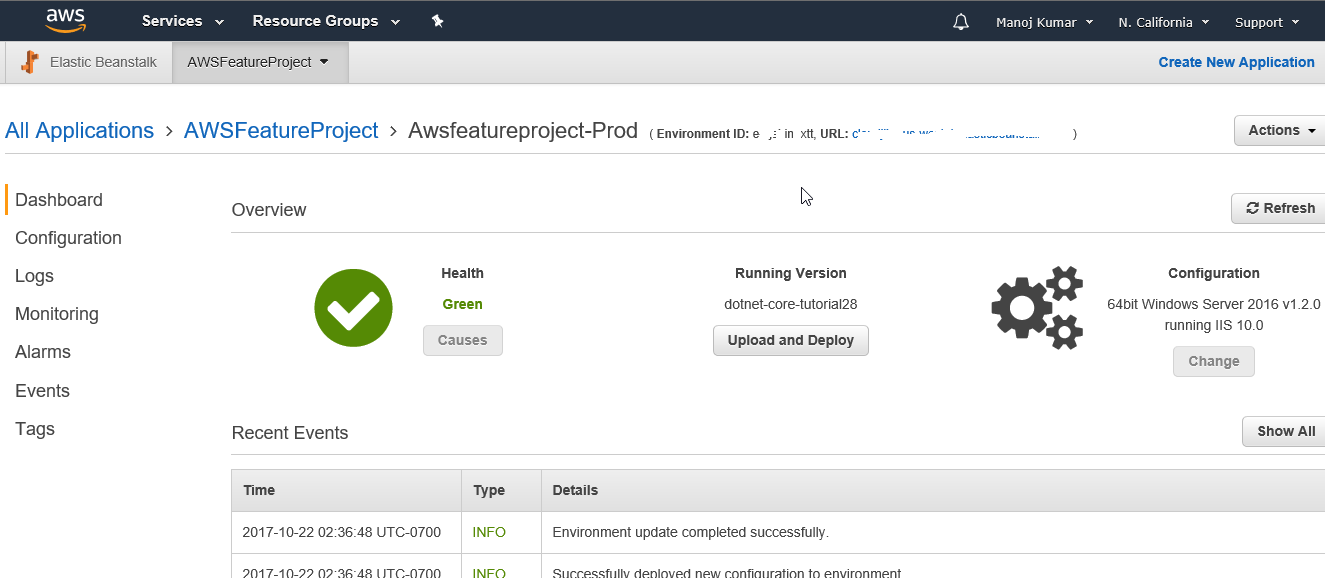 aws Services Resource Groups Manoj Kumar N. California Support
Elastic Beanstalk AWSFeatureProject Create New Application
All Applications > AWSFeatureProject > Awsfeatureproject-Prod ( Environment ID: URL: )
Actions
Dashboard
Configuration
Logs
Monitoring
Alarms
Events
Tags
Overview
Refresh
Health
Green
Causes
Running Version
dotnet-core-tutorial28
Upload and Deploy
Configuration
64bit Windows Server 2016 v1.2.0
running IIS 10.0
Change
Recent Events
Show All
Time Type Details
2017-10-22 02:36:48 UTC-0700 INFO Environment update completed successfully.
2017-10-22 02:36:48 UTC-0700 INFO Successfully deployed new configuration to environment